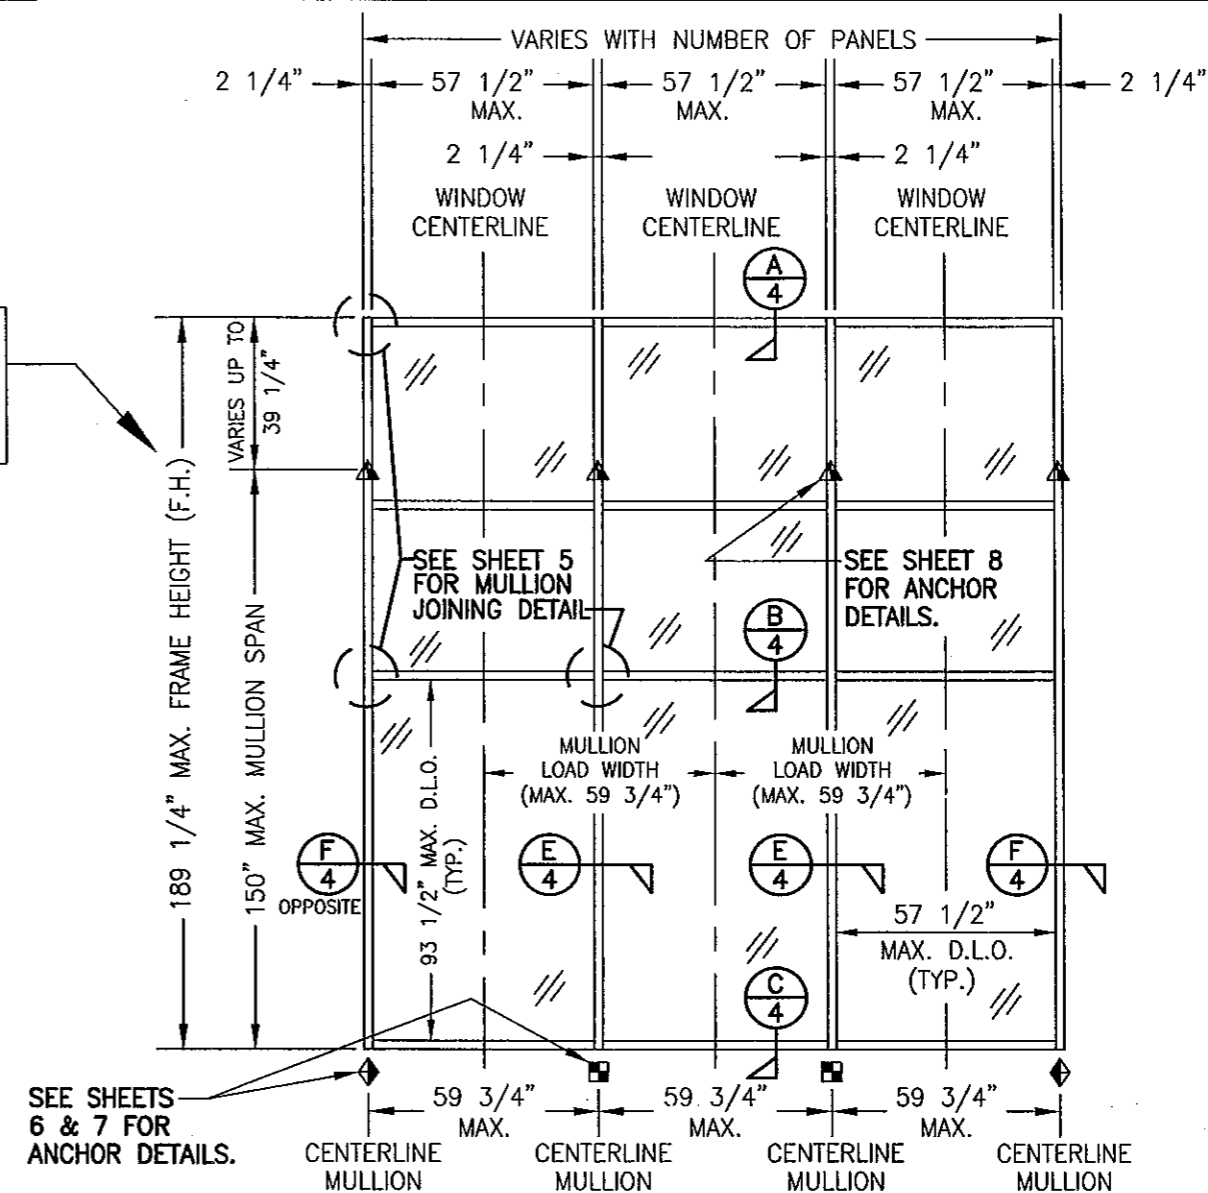 VARIES WITH NUMBER OF PANELS
2 1/4" 57 1/2" 57 1/2" 57 1/2" 2 1/4"
MAX. MAX. MAX.
2 1/4" 2 1/4"
WINDOW WINDOW WINDOW
CENTERLINE CENTERLINE CENTERLINE
A
4
VARIES UP TO
39 1/4"
189 1/4" MAX. FRAME HEIGHT (F.H.)
150" MAX. MULLION SPAN
SEE SHEET 5
FOR MULLION
JOINING DETAIL
SEE SHEET 8
FOR ANCHOR
DETAILS.
B
4
MULLION MULLION
LOAD WIDTH LOAD WIDTH
(MAX. 59 3/4") (MAX. 59 3/4")
93 1/2" MAX. D.L.O.
(TYP.)
F E E F
4 4 4 4
OPPOSITE
57 1/2"
MAX. D.L.O.
(TYP.)
C
4
SEE SHEETS
6 & 7 FOR
ANCHOR DETAILS.
59 3/4" 59 3/4" 59 3/4"
MAX. MAX. MAX.
CENTERLINE CENTERLINE CENTERLINE CENTERLINE
MULLION MULLION MULLION MULLION